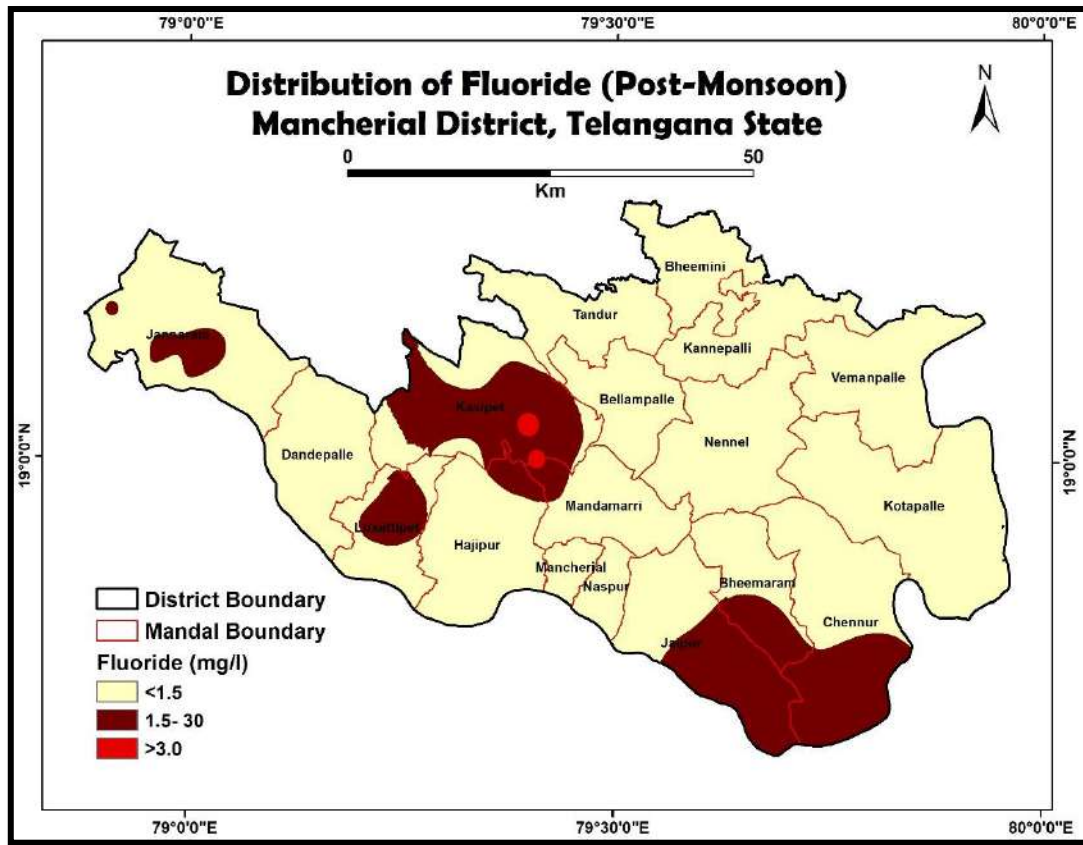 79°0'0"E 79°30'0"E 80°0'0"E
Distribution of Fluoride (Post-Monsoon)
Mancherial District, Telangana State
N
0 50
Km
Bheemini
Tandur
Jannaram
Kannepalli
Vemanpalle
Kasipet
Bellampalle
Nennel
Dandepalle
19°0'0"N 19°0'0"N
Mandamarri
Kotapalle
Luxettipet
Hajipur
Mancherial
Naspur
Bheemaram
Chennur
Jaipur
District Boundary
Mandal Boundary
Fluoride (mg/l)
<1.5
1.5- 30
>3.0
79°0'0"E 79°30'0"E 80°0'0"E